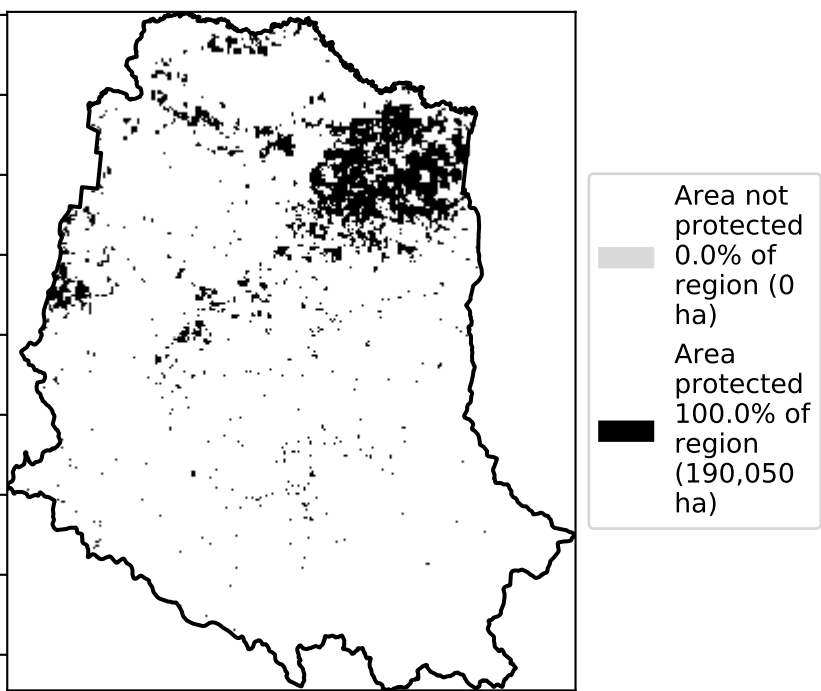 Area not
protected
0.0% of
region (0
ha)
Area
protected
100.0% of
region
(190,050
ha)